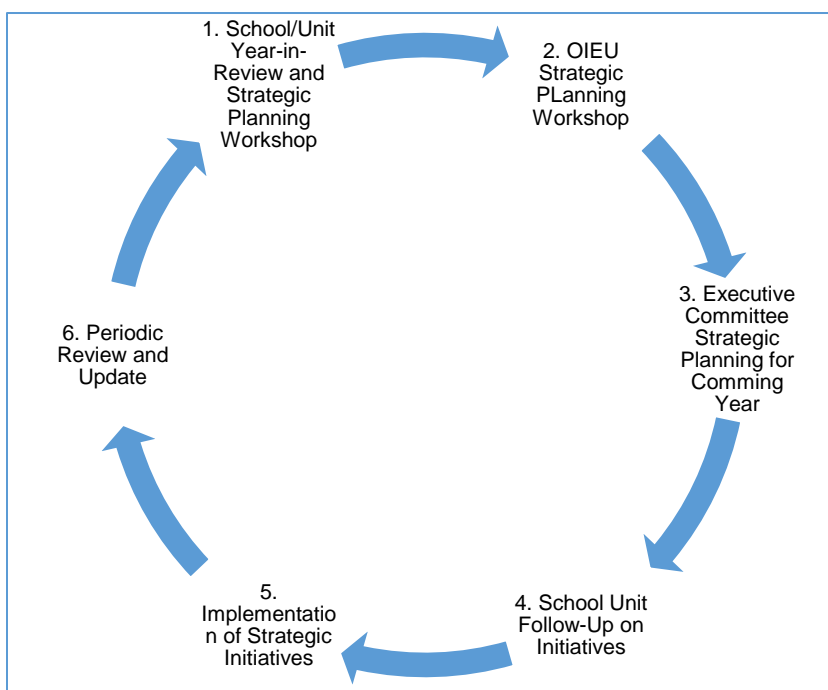 1. School/Unit
Year-in-
Review and
Strategic
Planning
Workshop
2. OIEU
Strategic
PLanning
Workshop
3. Executive
Committee
Strategic
Planning for
Comming
Year
4. School Unit
Follow-Up on
Initiatives
5.
Implementatio
n of Strategic
Initiatives
6. Periodic
Review and
Update